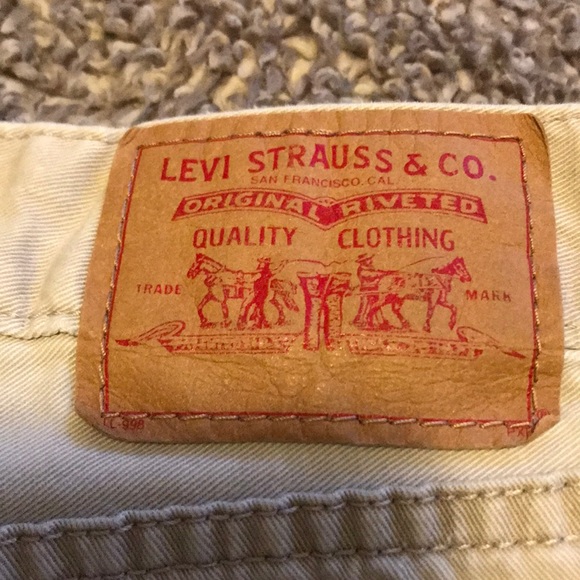 LEVI STRAUSS & CO.
SAN FRANCISCO, CAL
ORIGINAL RIVETED
QUALITY CLOTHING
TRADE MARK